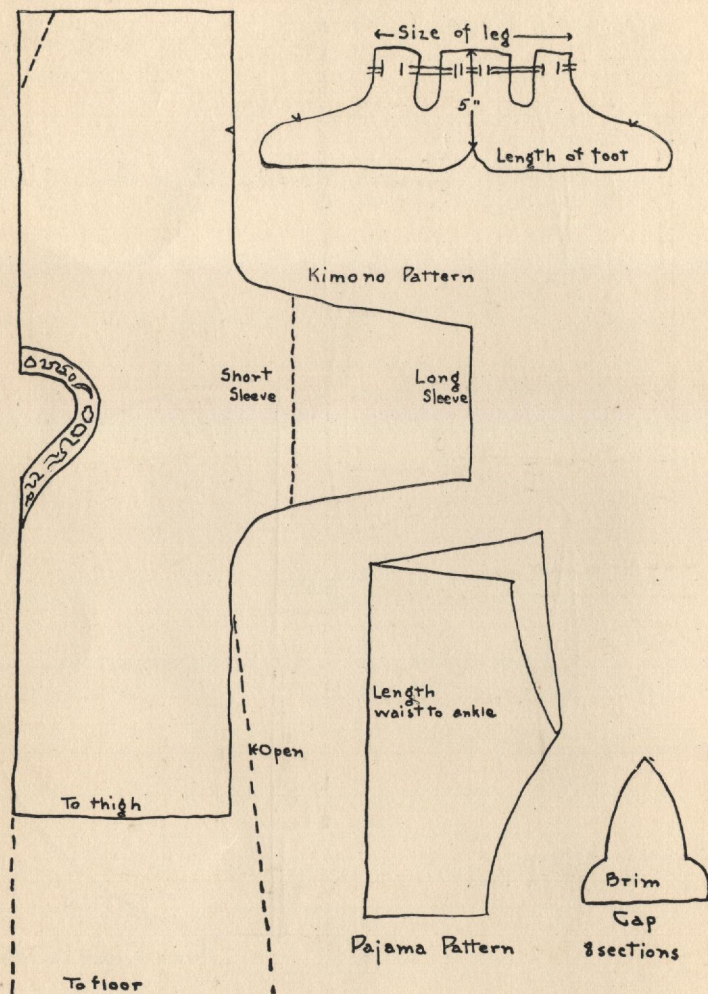 Size of leg
5"
Length of foot
Kimono Pattern
Short
Sleeve
Long
Sleeve
Length
waist to ankle
Open
To thigh
Brim
Cap
8 sections
Pajama Pattern
To floor